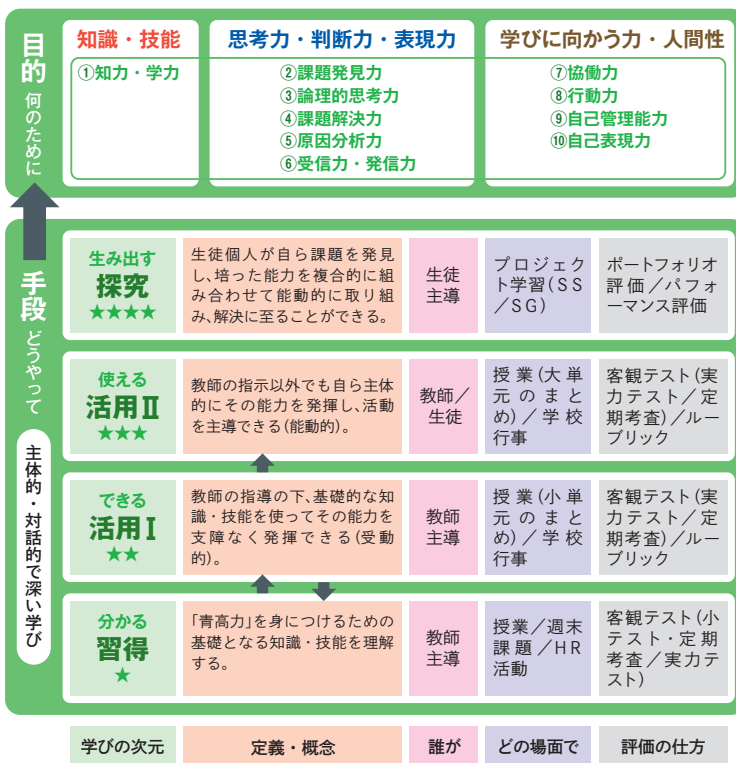 目的 何のために
知識・技能
①知力・学力
思考力・判断力・表現力
②課題発見力
③論理的思考力
④課題解決力
⑤原因分析力
⑥受信力・発信力
学びに向かう力・人間性
⑦協働力
⑧行動力
⑨自己管理能力
⑩自己表現力
手段 どうやって
主体的・対話的で深い学び
生み出す
探究
★★★★
生徒個人が自ら課題を発見
し、培った能力を複合的に組
み合わせて能動的に取り組
み、解決に至ることができる。
生徒
主導
プロジェク
ト学習(SS
／SG)
ポートフォリオ
評価／パフォ
ーマンス評価
使える
活用Ⅱ
★★★
教師の指示以外でも自ら主体
的にその能力を発揮し、活動
を主導できる(能動的)。
教師／
生徒
授業(大単
元のまと
め)／学校
行事
客観テスト(実
力テスト／定
期考査)／ルー
ブリック
できる
活用Ⅰ
★★
教師の指導の下、基礎的な知
識・技能を使ってその能力を
支障なく発揮できる(受動
的)。
教師
主導
授業(小単
元のまと
め)／学校
行事
客観テスト(実
力テスト／定
期考査)／ルー
ブリック
分かる
習得
★
「青高力」を身につけるための
基礎となる知識・技能を理解
する。
教師
主導
授業／週末
課題／HR
活動
客観テスト(小
テスト・定期
考査／実力テ
スト)
学びの次元
定義・概念
誰が
どの場面で
評価の仕方